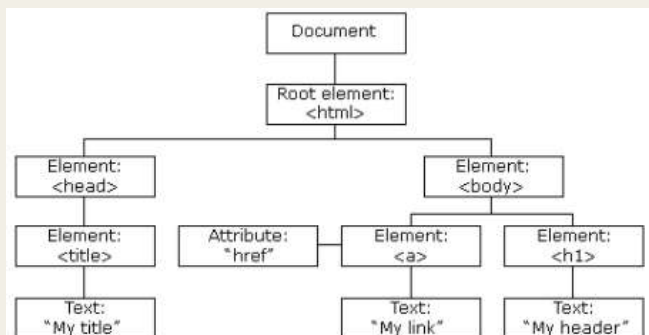 Document
Root element:
<html>
Element:
<head>
Element:
<body>
Element:
<title>
Attribute:
"href"
Element:
<a>
Element:
<h1>
Text:
"My title"
Text:
"My link"
Text:
"My header"